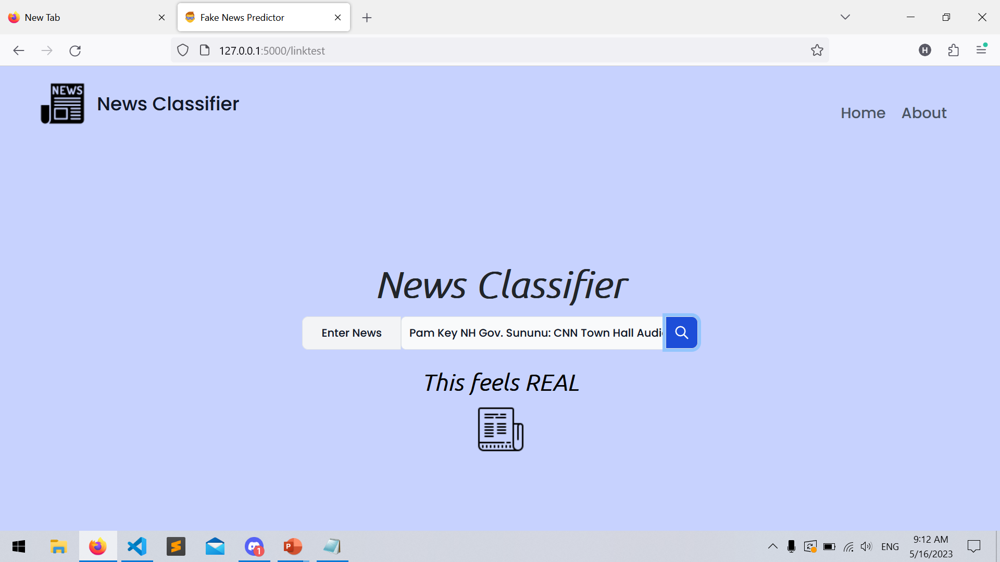 New Tab
Fake News Predictor
127.0.0.1:5000/linktest
H
NEWS
News Classifier
Home
About
News Classifier
Enter News
Pam Key NH Gov. Sununu: CNN Town Hall Audi
This feels REAL
1
P
ENG
9:12 AM
5/16/2023